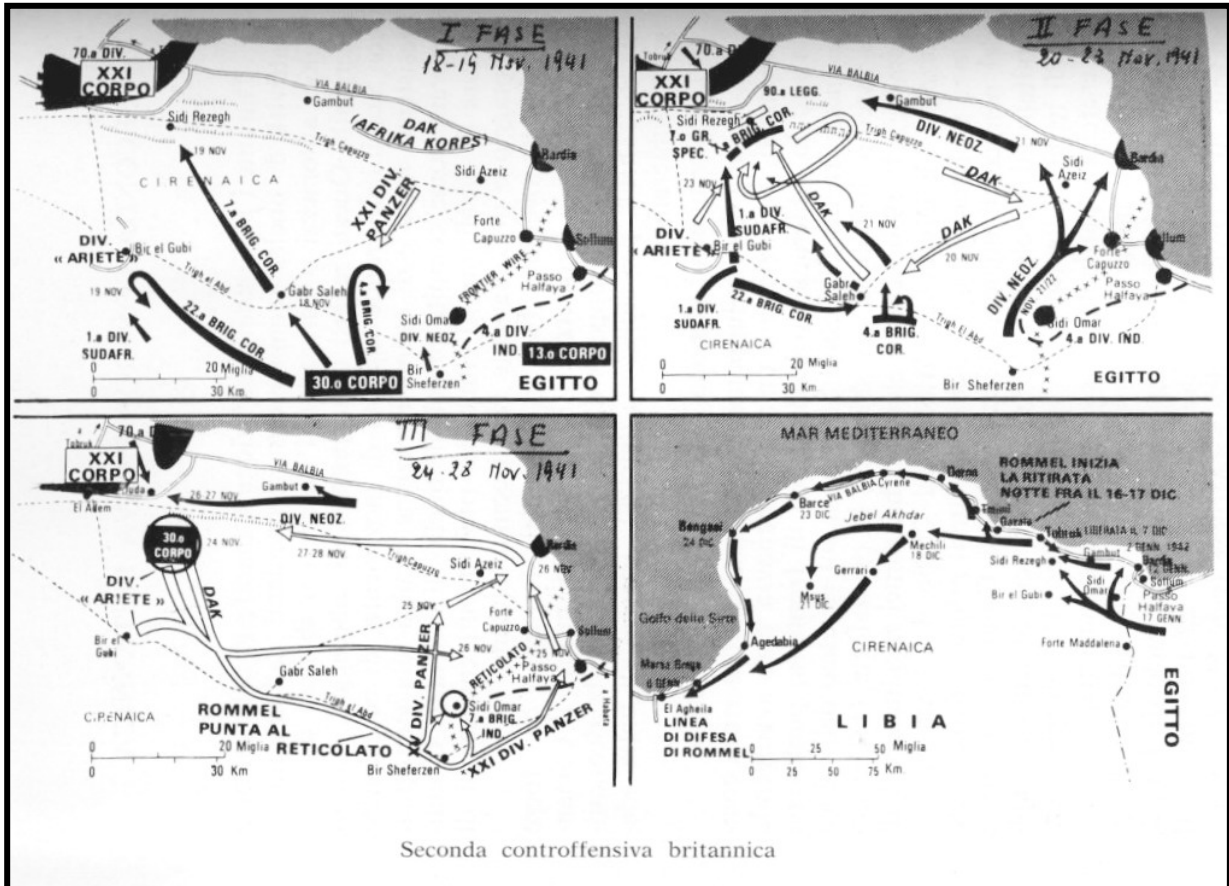 I FASE
18-19 Nov. 1941
70.a DIV.
XXI
CORPO
VIA BALBIA
Gambut
Sidi Rezegh
DAK
(AFRIKA KORPS)
Trigh Capuzzo
Bardia
19 NOV
CIRENAICA
Sidi Azeiz
XXI DIV.
PANZER
7.a BRIG. COR.
Forte
Capuzzo
Sollum
DIV.
«ARIETE»
Bir el Gubi
Trigh el Abd
Gabr Saleh
18 NOV
FRONTIER WIRE
Passo
Halfaya
19 NOV
22.a BRIG. COR.
4.a BRIG. COR.
Sidi Omar
DIV. NEOZ.
4.a DIV.
IND.
13.o CORPO
1.a DIV.
SUDAFR.
0 20 Miglia
0 30 Km.
30.o CORPO
Bir
Sheferzen
EGITTO
II FASE
20-23 Nov. 1941
Tobruk
70.a D
XXI
CORPO
VIA BALBIA
90.a LEGG.
Gambut
Sidi Rezegh
7.o GR.
SPEC.
7.a BRIG. COR.
DIV. NEOZ.
21 NOV
Trigh Capuzzo
Sidi
Azeiz
Bardia
23 NOV
DAK
DAK
1.a DIV.
SUDAFR.
21 NOV
DAK
20 NOV
Forte
Capuzzo
Sollum
DIV.
«ARIETE»
Bir el Gubi
Gabr
Saleh
DIV. NEOZ.
NOV 21/22
Passo
Halfaya
1.a DIV.
SUDAFR.
22.a BRIG. COR.
4.a BRIG.
COR.
Trigh El Abd
Sidi Omar
4.a DIV. IND.
CIRENAICA
0 20 Miglia
0 30
Bir Sheferzen
EGITTO
III FASE
24-28 Nov. 1941
Tobruk
70.a D
XXI
CORPO
Duda
El Adem
VIA BALBIA
Gambut
26-27 NOV
DIV. NEOZ.
30.o
CORPO
24 NOV.
27-28 NOV.
Trigh Capuzzo
Sidi Azeiz
Bardia
26 NOV
DIV.
«ARIETE»
DAK
25 NOV
Forte
Capuzzo
Sollum
Bir el
Gubi
26 NOV
RETICOLATO
25 NOV
Passo
Halfaya
Gabr Saleh
XV DIV. PANZER
Sidi Omar
7.a BRIG.
IND.
CIRENAICA
ROMMEL
PUNTA AL
RETICOLATO
Trigh el Abd
0 20 Miglia
0 30 Km
Bir Sheferzen
XXI DIV. PANZER
MAR MEDITERRANEO
ROMMEL INIZIA
LA RITIRATA
NOTTE FRA IL 16-17 DIC.
Derna
Cyrene
VIA BALBIA
Barce
23 DIC
Tmimi
Gazala
Tobruk
LIBERATA IL 7 DIC
Jebel Akhdar
Bengasi
24 DIC.
Mechili
18 DIC
Sidi Rezegh
Gambut
2 GENN. 1942
Bardia
12 GENN.
Sollum
Passo
Halfaya
17 GENN.
Gerrari
Msus
21 DIC
Bir el Gubi
Sidi
Omar
Golfo della Sirte
Agedabia
CIRENAICA
Forte Maddalena
Marsa Brega
6 GENN.
El Agheila
LINEA
DI DIFESA
DI ROMMEL
LIBIA
EGITTO
0 25 50 Miglia
0 25 50 75 Km.
Seconda controffensiva britannica